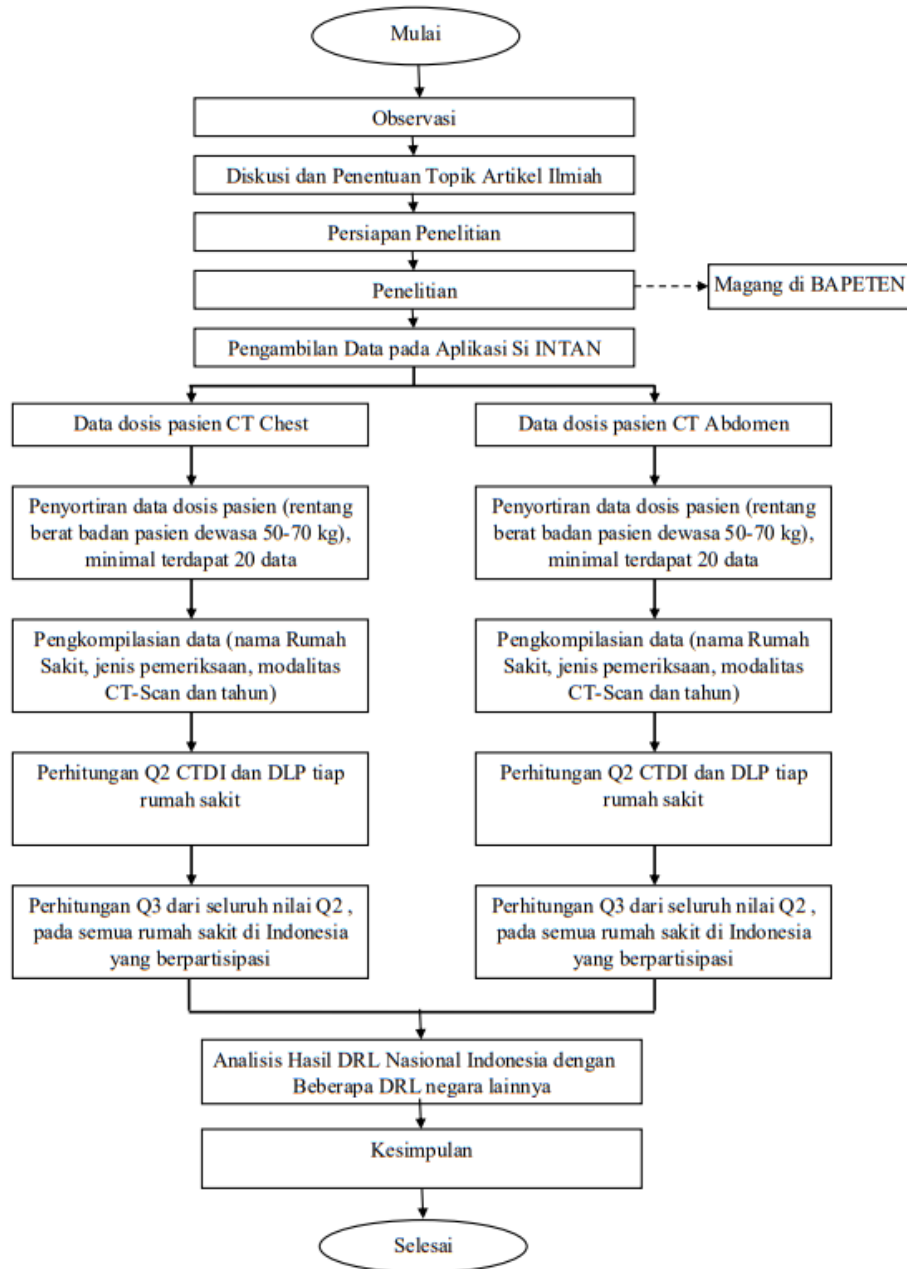 Mulai
Observasi
Diskusi dan Penentuan Topik Artikel Ilmiah
Persiapan Penelitian
Penelitian
Magang di BAPETEN
Pengambilan Data pada Aplikasi Si INTAN
Data dosis pasien CT Chest
Data dosis pasien CT Abdomen
Penyortiran data dosis pasien (rentang
berat badan pasien dewasa 50-70 kg),
minimal terdapat 20 data
Penyortiran data dosis pasien (rentang
berat badan pasien dewasa 50-70 kg),
minimal terdapat 20 data
Pengkompilasian data (nama Rumah
Sakit, jenis pemeriksaan, modalitas
CT-Scan dan tahun)
Pengkompilasian data (nama Rumah
Sakit, jenis pemeriksaan, modalitas
CT-Scan dan tahun)
Perhitungan Q2 CTDI dan DLP tiap
rumah sakit
Perhitungan Q2 CTDI dan DLP tiap
rumah sakit
Perhitungan Q3 dari seluruh nilai Q2 ,
pada semua rumah sakit di Indonesia
yang berpartisipasi
Perhitungan Q3 dari seluruh nilai Q2 ,
pada semua rumah sakit di Indonesia
yang berpartisipasi
Analisis Hasil DRL Nasional Indonesia dengan
Beberapa DRL negara lainnya
Kesimpulan
Selesai